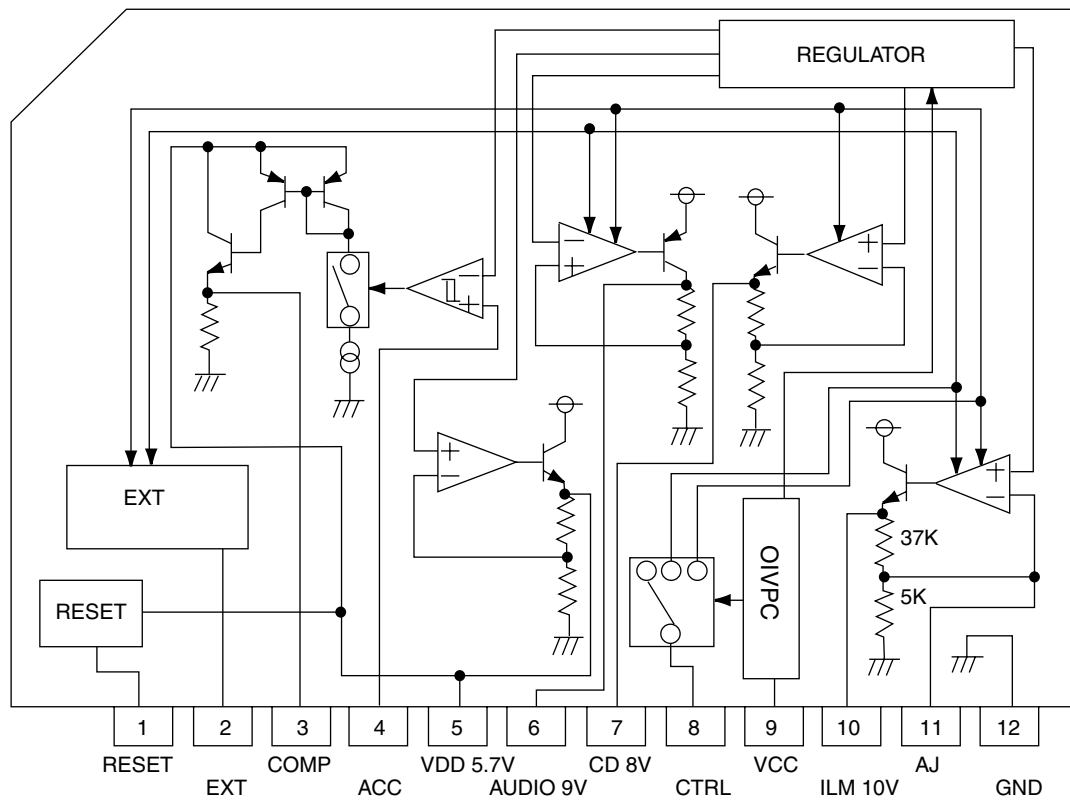 REGULATOR
EXT
RESET
OIVPC
37K
5K
− + − + + − + − + −
1 2 3 4 5 6 7 8 9 10 11 12
RESET COMP VDD 5.7V CD 8V VCC AJ
EXT ACC AUDIO 9V CTRL ILM 10V GND